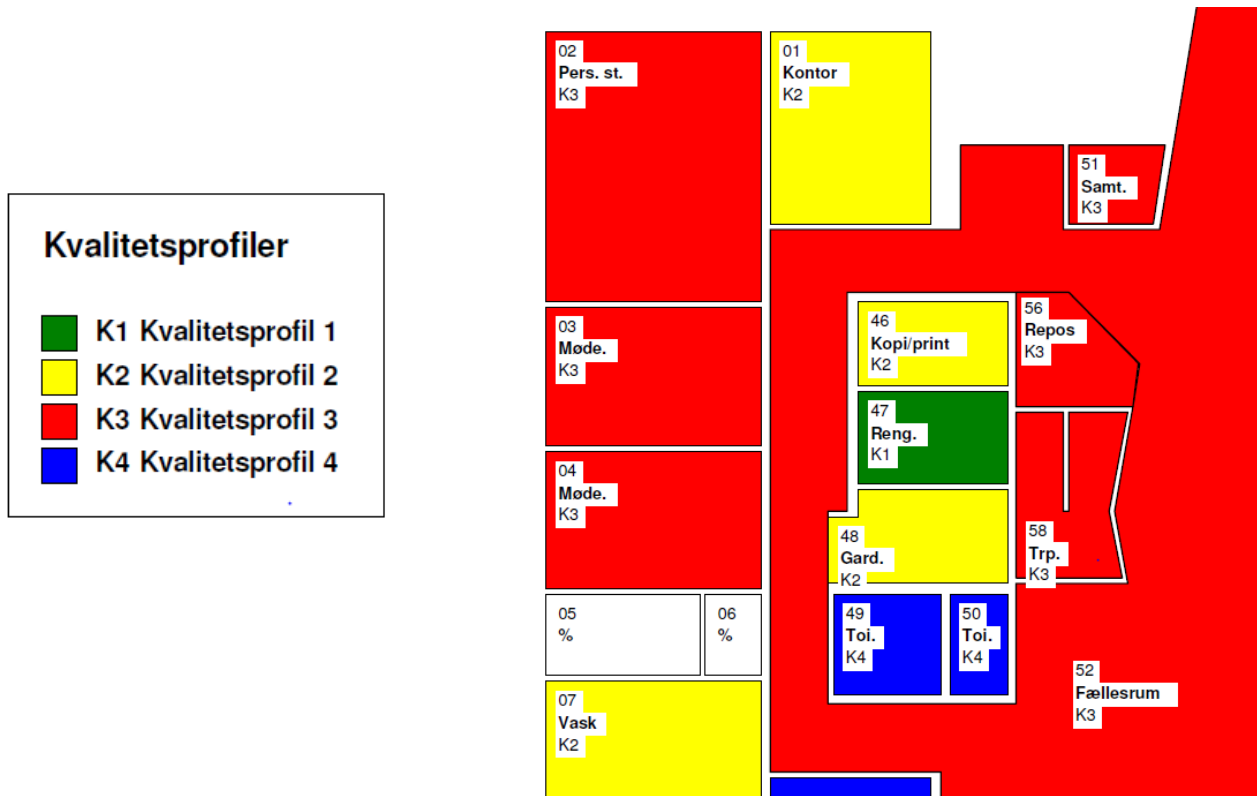 Kvalitetsprofiler
K1 Kvalitetsprofil 1
K2 Kvalitetsprofil 2
K3 Kvalitetsprofil 3
K4 Kvalitetsprofil 4
02
Pers. st.
K3
01
Kontor
K2
51
Samt.
K3
03
Møde.
K3
46
Kopi/print
K2
56
Repos
K3
47
Reng.
K1
04
Møde.
K3
48
Gard.
K2
58
Trp.
K3
05
%
06
%
49
Toi.
K4
50
Toi.
K4
52
Fællesrum
K3
07
Vask
K2